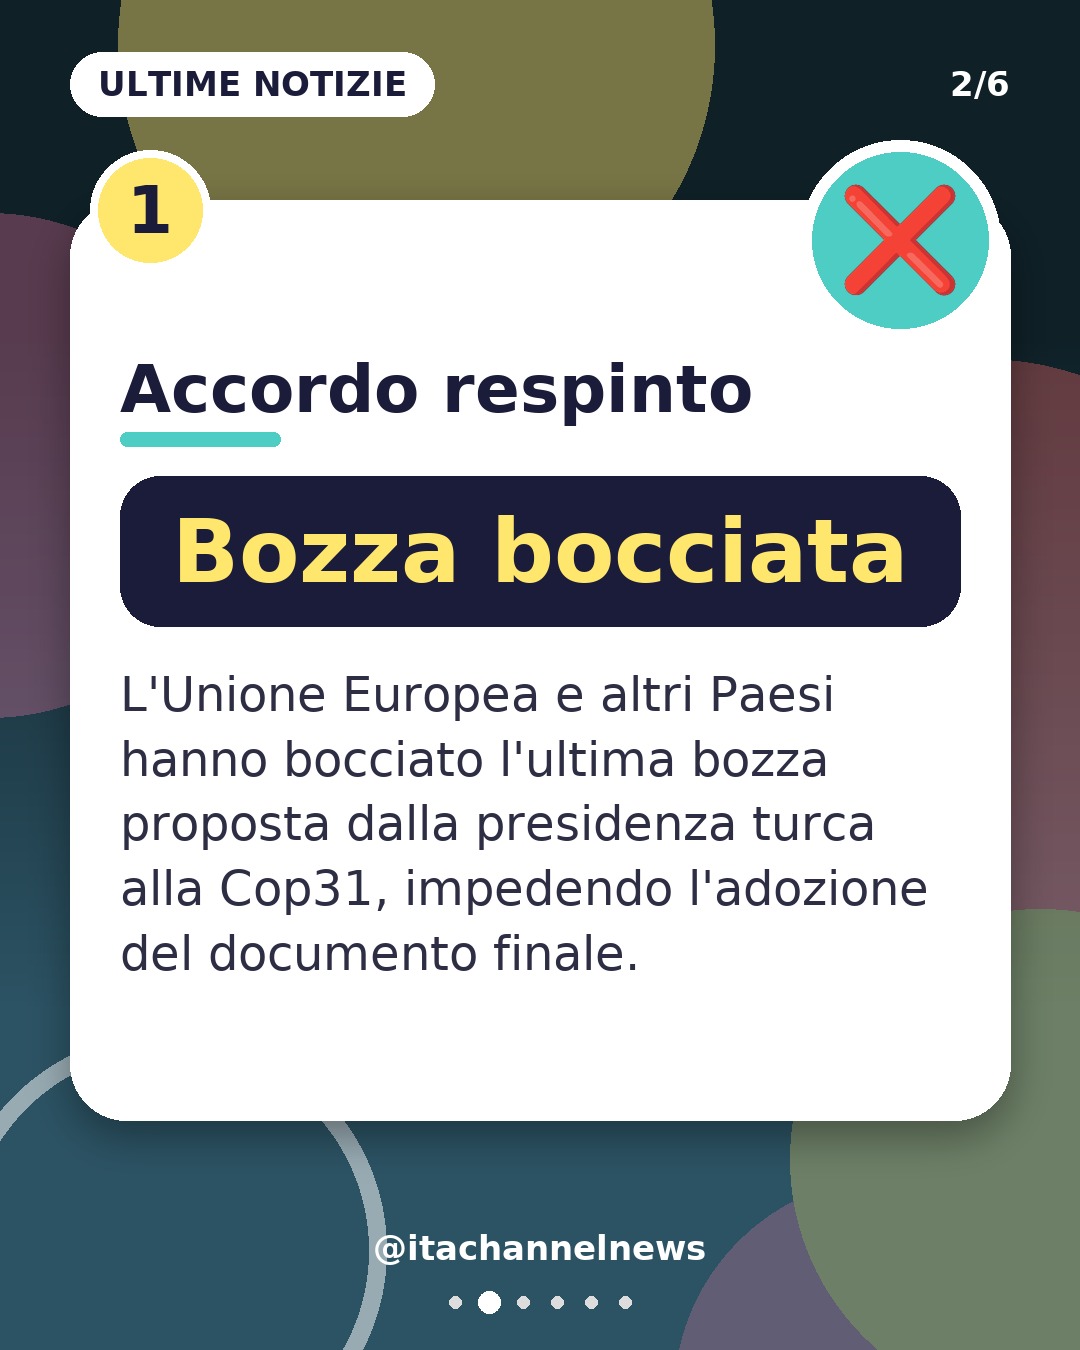 ULTIME NOTIZIE
2/6
1
Accordo respinto
Bozza bocciata
L'Unione Europea e altri Paesi
hanno bocciato l'ultima bozza
proposta dalla presidenza turca
alla Cop31, impedendo l'adozione
del documento finale.
@itachannelnews